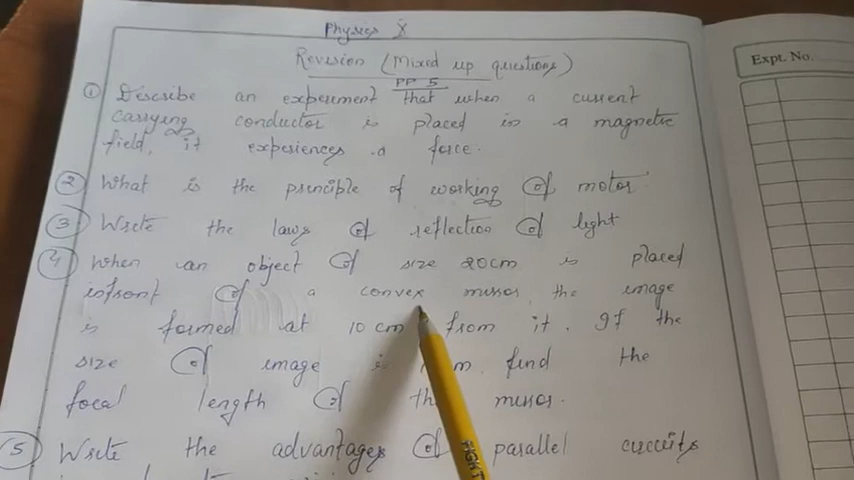 Physics X
Revision (Mixed up questions)
PP 5
① Describe an experiment that when a current
carrying conductor is placed in a magnetic
field, it experiences a force.
② What is the principle of working of motor
③ Write the laws of reflection of light
④ When an object of size 20cm is placed
infront of a convex mirror, the image
is formed at 10 cm from it. If the
size of image is find the
focal length of the mirror.
⑤ Write the advantages of parallel circuits
Expt. No.
FIGHT